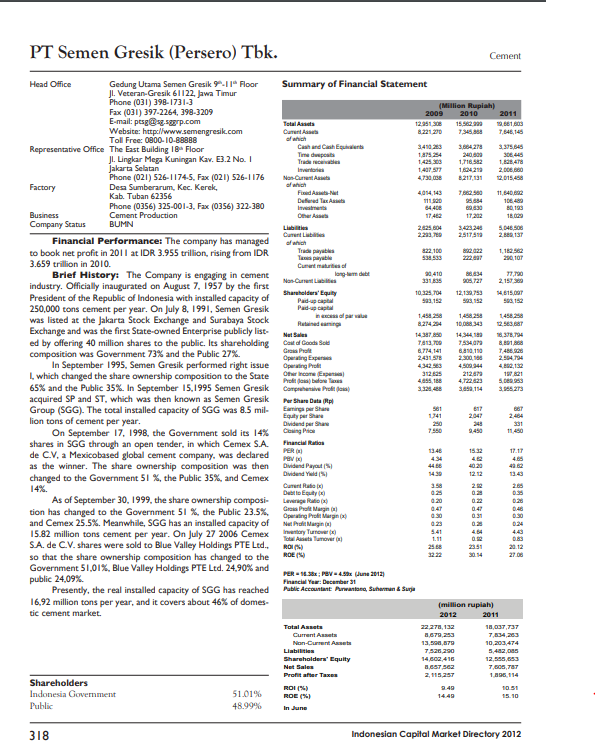 PT Semen Gresik (Persero) Tbk.
Cement
Head Office Gedung Utama Semen Gresik 9th-11th Floor
Jl. Veteran-Gresik 61122, Jawa Timur
Phone (031) 398-1731-3
Fax (031) 397-2264, 398-3209
E-mail: ptsg@sg.sggrp.com
Website: http://www.semengresik.com
Toll Free: 0800-10-88888
Representative Office The East Building 18th Floor
Jl. Lingkar Mega Kuningan Kav. E3.2 No. 1
Jakarta Selatan
Phone (021) 526-1174-5, Fax (021) 526-1176
Factory Desa Sumberarum, Kec. Kerek,
Kab. Tuban 62356
Phone (0356) 325-001-3, Fax (0356) 322-380
Business Cement Production
Company Status BUMN
Financial Performance: The company has managed
to book net profit in 2011 at IDR 3.955 trillion, rising from IDR
3.659 trillion in 2010.
Brief History: The Company is engaging in cement
industry. Officially inaugurated on August 7, 1957 by the first
President of the Republic of Indonesia with installed capacity of
250,000 tons cement per year. On July 8, 1991, Semen Gresik
was listed at the Jakarta Stock Exchange and Surabaya Stock
Exchange and was the first State-owned Enterprise publicly list-
ed by offering 40 million shares to the public. Its shareholding
composition was Government 73% and the Public 27%.
In September 1995, Semen Gresik performed right issue
I, which changed the share ownership composition to the State
65% and the Public 35%. In September 15,1995 Semen Gresik
acquired SP and ST, which was then known as Semen Gresik
Group (SGG). The total installed capacity of SGG was 8.5 mil-
lion tons of cement per year.
On September 17, 1998, the Government sold its 14%
shares in SGG through an open tender, in which Cemex S.A.
de C.V, a Mexicobased global cement company, was declared
as the winner. The share ownership composition was then
changed to the Government 51 %, the Public 35%, and Cemex
14%.
As of September 30, 1999, the share ownership composi-
tion has changed to the Government 51 %, the Public 23.5%,
and Cemex 25.5%. Meanwhile, SGG has an installed capacity of
15.82 million tons cement per year. On July 27 2006 Cemex
S.A. de C.V. shares were sold to Blue Valley Holdings PTE Ltd.,
so that the share ownership composition has changed to the
Government 51,01%, Blue Valley Holdings PTE Ltd. 24,90% and
public 24,09%.
Presently, the real installed capacity of SGG has reached
16,92 million tons per year, and it covers about 46% of domes-
tic cement market.
Shareholders
Indonesia Government 51.01%
Public 48.99%
Summary of Financial Statement
(Million Rupiah)
2009 2010 2011
Total Assets 12,951,308 15,562,999 19,661,603
Current Assets 8,221,270 7,345,868 7,646,145
of which
Cash and Cash Equivalents 3,410,263 3,664,278 3,375,645
Time deeposits 1,875,254 240,609 306,445
Trade receivables 1,425,303 1,716,582 1,828,478
Inventories 1,407,577 1,624,219 2,006,660
Non-Current Assets 4,730,038 8,217,131 12,015,458
of which
Fixed Assets-Net 4,014,143 7,662,560 11,640,692
Deffered Tax Assets 111,920 95,684 108,489
Investments 64,408 69,630 80,193
Other Assets 17,462 17,202 18,029
Liabilities 2,625,604 3,423,246 5,046,506
Current Liabilities 2,293,769 2,517,519 2,889,137
of which
Trade payables 822,100 892,022 1,182,562
Taxes payable 538,533 222,697 290,107
Current maturities of
long-term debt 90,410 86,634 77,790
Non-Current Liabilities 331,835 905,727 2,157,369
Shareholders' Equity 10,325,704 12,139,753 14,615,097
Paid-up capital 593,152 593,152 593,152
Paid-up capital
in excess of par value 1,458,258 1,458,258 1,458,258
Retained earnings 8,274,294 10,088,343 12,563,687
Net Sales 14,387,850 14,344,189 16,378,794
Cost of Goods Sold 7,613,709 7,534,079 8,891,868
Gross Profit 6,774,141 6,810,110 7,486,926
Operating Expenses 2,431,576 2,300,166 2,594,794
Operating Profit 4,342,563 4,509,944 4,892,132
Other Income (Expenses) 312,625 212,679 197,821
Profit (loss) before Taxes 4,655,188 4,722,623 5,089,953
Comprehensive Profit (loss) 3,326,488 3,659,114 3,955,273
Per Share Data (Rp)
Earnings per Share 561 617 667
Equity per Share 1,741 2,047 2,464
Dividend per Share 250 248 331
Closing Price 7,550 9,450 11,450
Financial Ratios
PER (x) 13.46 15.32 17.17
PBV (x) 4.34 4.62 4.65
Dividend Payout (%) 44.66 40.20 49.62
Dividend Yield (%) 14.39 12.12 13.43
Current Ratio (x) 3.58 2.92 2.65
Debt to Equity (x) 0.25 0.28 0.35
Leverage Ratio (x) 0.20 0.22 0.26
Gross Profit Margin (x) 0.47 0.47 0.46
Operating Profit Margin (x) 0.30 0.31 0.30
Net Profit Margin (x) 0.23 0.26 0.24
Inventory Turnover (x) 5.41 4.64 4.43
Total Assets Turnover (x) 1.11 0.92 0.83
ROI (%) 25.68 23.51 20.12
ROE (%) 32.22 30.14 27.06
PER = 16.38x ; PBV = 4.59x (June 2012)
Financial Year: December 31
Public Accountant: Purwantono, Suherman & Surja
(million rupiah)
2012 2011
Total Assets 22,278,132 18,037,737
Current Assets 8,679,253 7,834,263
Non-Current Assets 13,598,879 10,203,474
Liabilities 7,526,290 5,482,085
Shareholders' Equity 14,602,416 12,555,653
Net Sales 8,657,562 7,605,787
Profit after Taxes 2,115,257 1,896,114
ROI (%) 9.49 10.51
ROE (%) 14.49 15.10
In June
318
Indonesian Capital Market Directory 2012